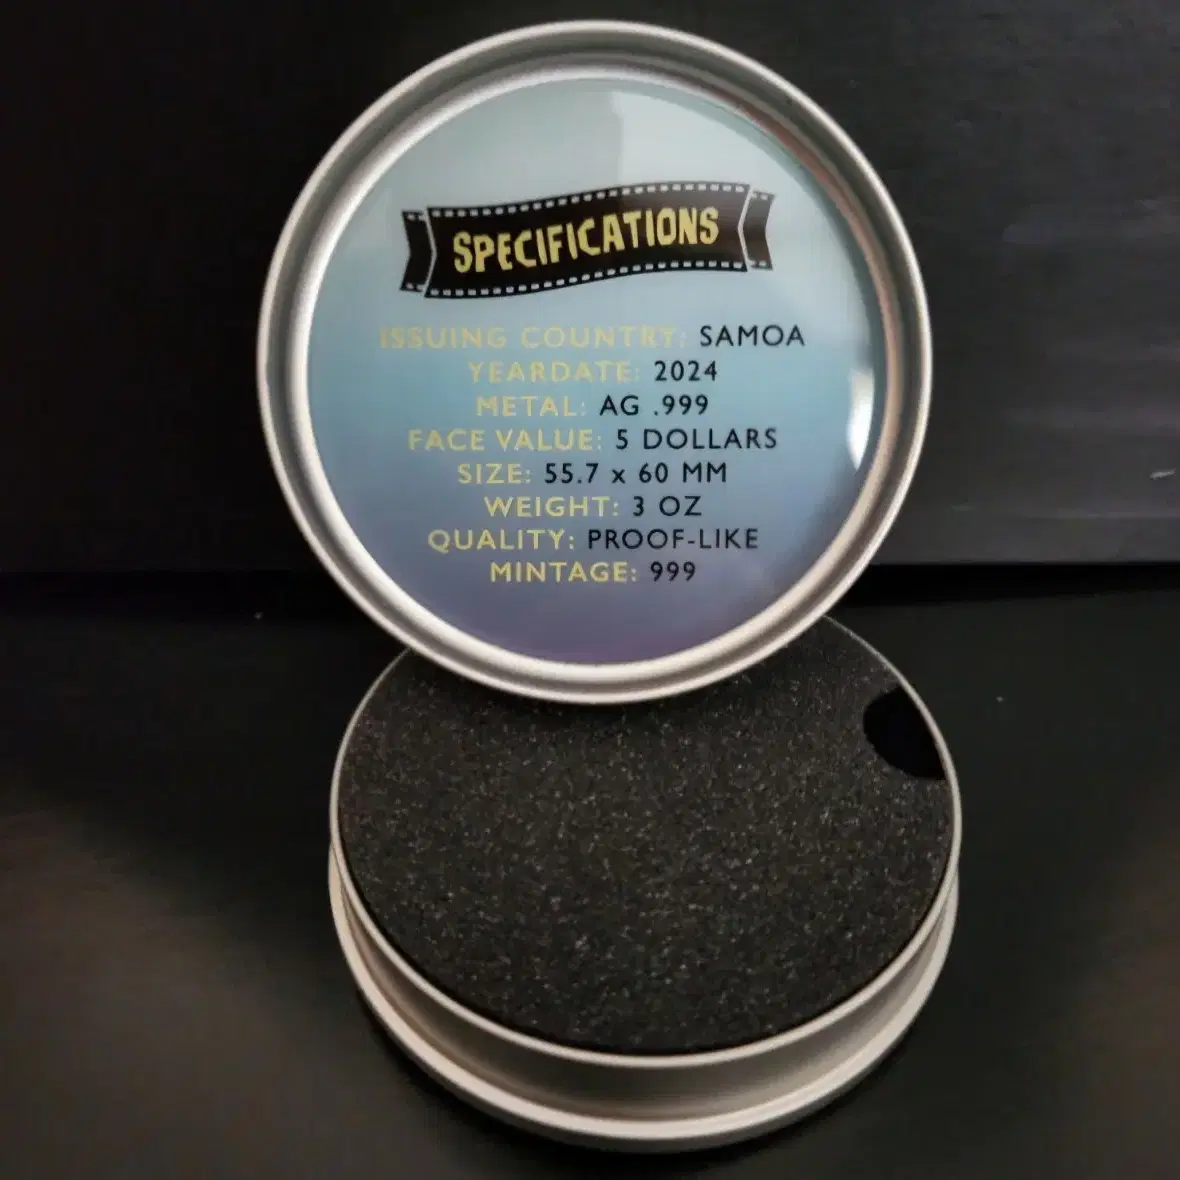 SPECIFICATIONS
ISSUING COUNTRY: SAMOA
YEARDATE: 2024
METAL: AG .999
FACE VALUE: 5 DOLLARS
SIZE: 55.7 x 60 MM
WEIGHT: 3 OZ
QUALITY: PROOF-LIKE
MINTAGE: 999